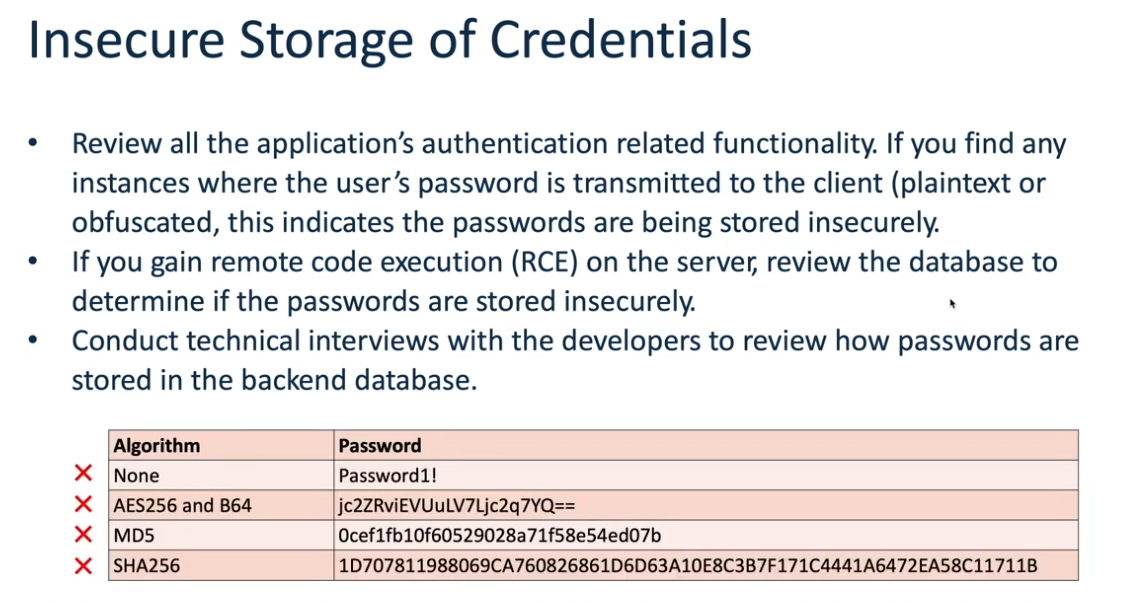 Insecure Storage of Credentials
• Review all the application's authentication related functionality. If you find any
instances where the user's password is transmitted to the client (plaintext or
obfuscated, this indicates the passwords are being stored insecurely.
• If you gain remote code execution (RCE) on the server, review the database to
determine if the passwords are stored insecurely.
• Conduct technical interviews with the developers to review how passwords are
stored in the backend database.
Algorithm Password
None Password1!
AES256 and B64 jc2ZRviEVUuLV7Ljc2q7YQ==
MD5 0cef1fb10f60529028a71f58e54ed07b
SHA256 1D707811988069CA760826861D6D63A10E8C3B7F171C4441A6472EA58C11711B